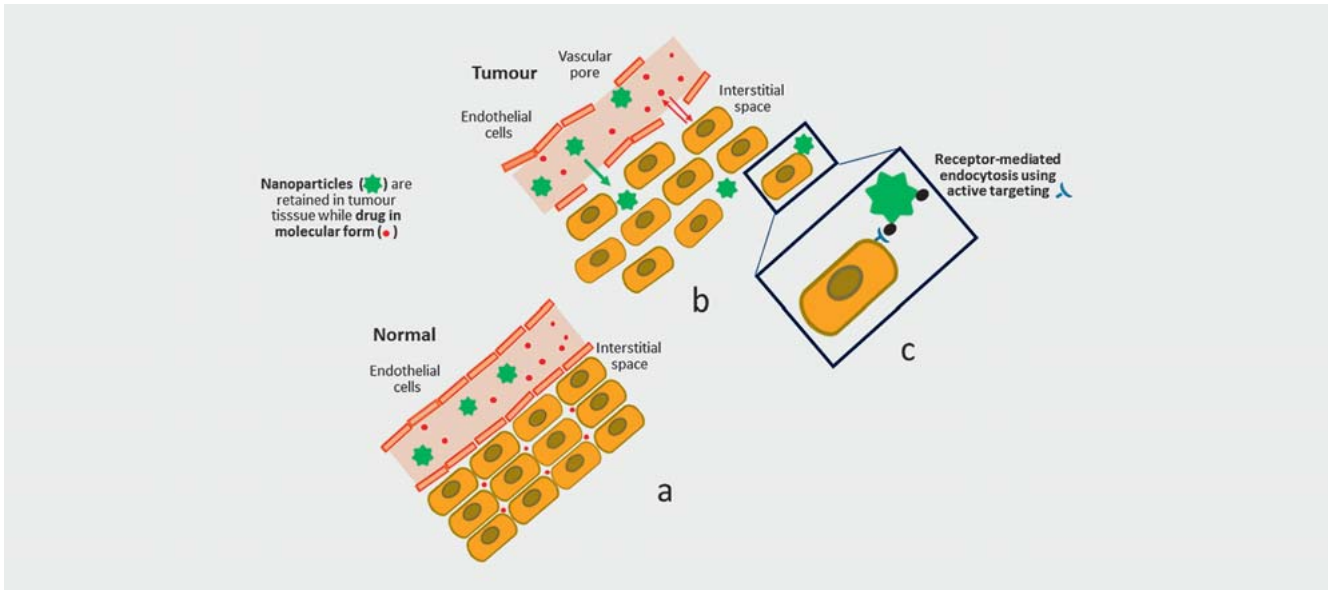 Tumour
Vascular
pore
Endothelial
cells
Interstitial
space
Nanoparticles ( ) are
retained in tumour
tisssue while drug in
molecular form ( )
Receptor-mediated
endocytosis using
active targeting
b
c
Normal
Endothelial
cells
Interstitial
space
a